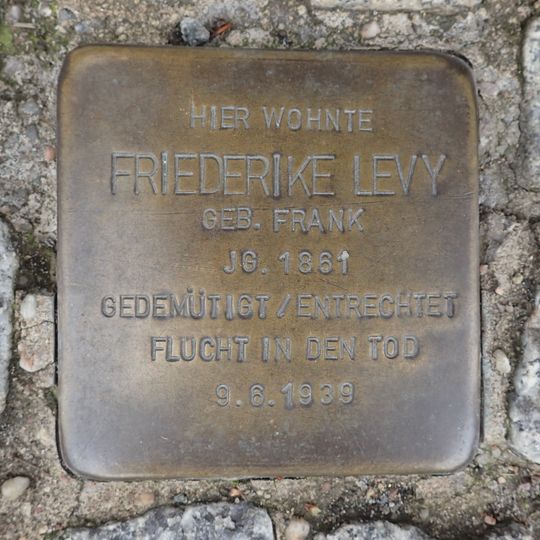 HIER WOHNTE
FRIEDERIKE LEVY
GEB. FRANK
JG. 1861
GEDEMÜTIGT / ENTRECHTET
FLUCHT IN DEN TOD
9.6.1939